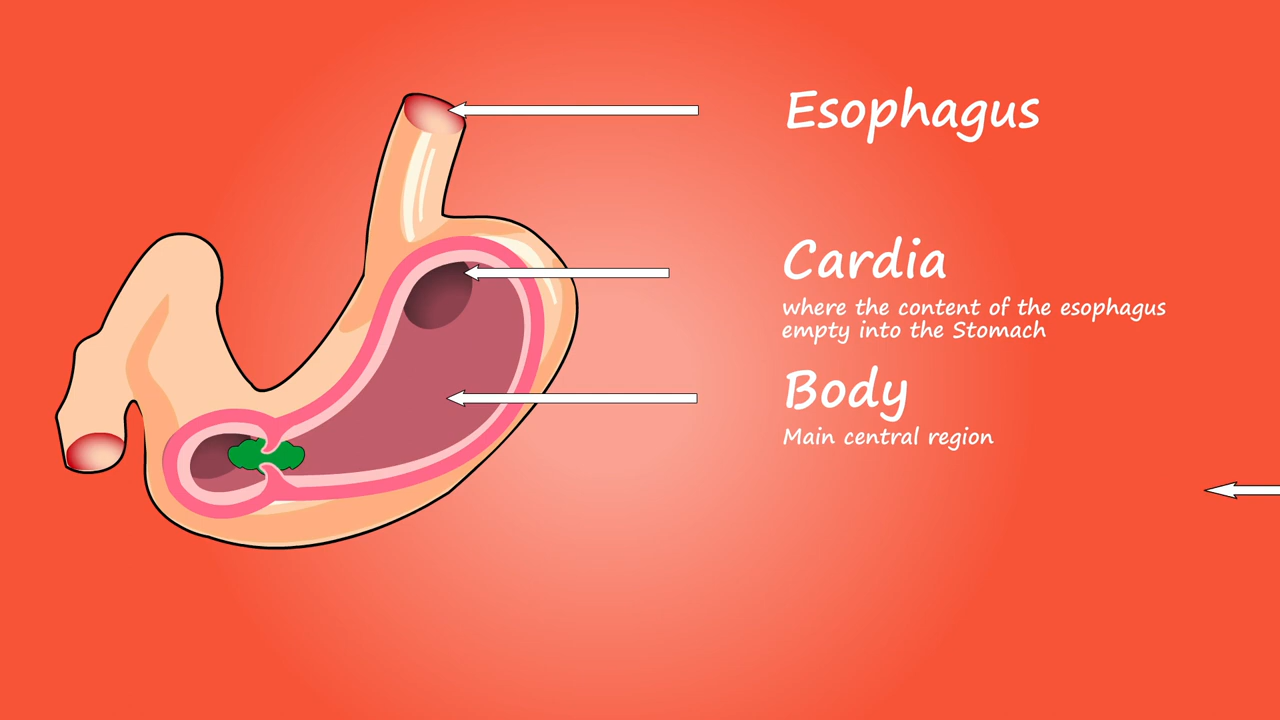 Esophagus
Cardia
where the content of the esophagus
empty into the Stomach
Body
Main central region